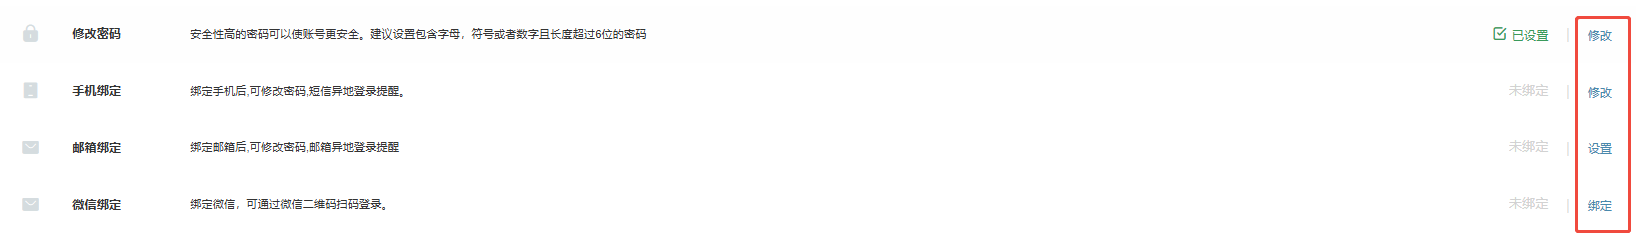 修改密码 安全性高的密码可以使账号更安全。建议设置包含字母，符号或者数字且长度超过6位的密码 已设置 修改
手机绑定 绑定手机后,可修改密码,短信异地登录提醒。 未绑定 修改
邮箱绑定 绑定邮箱后,可修改密码,邮箱异地登录提醒 未绑定 设置
微信绑定 绑定微信，可通过微信二维码扫码登录。 未绑定 绑定